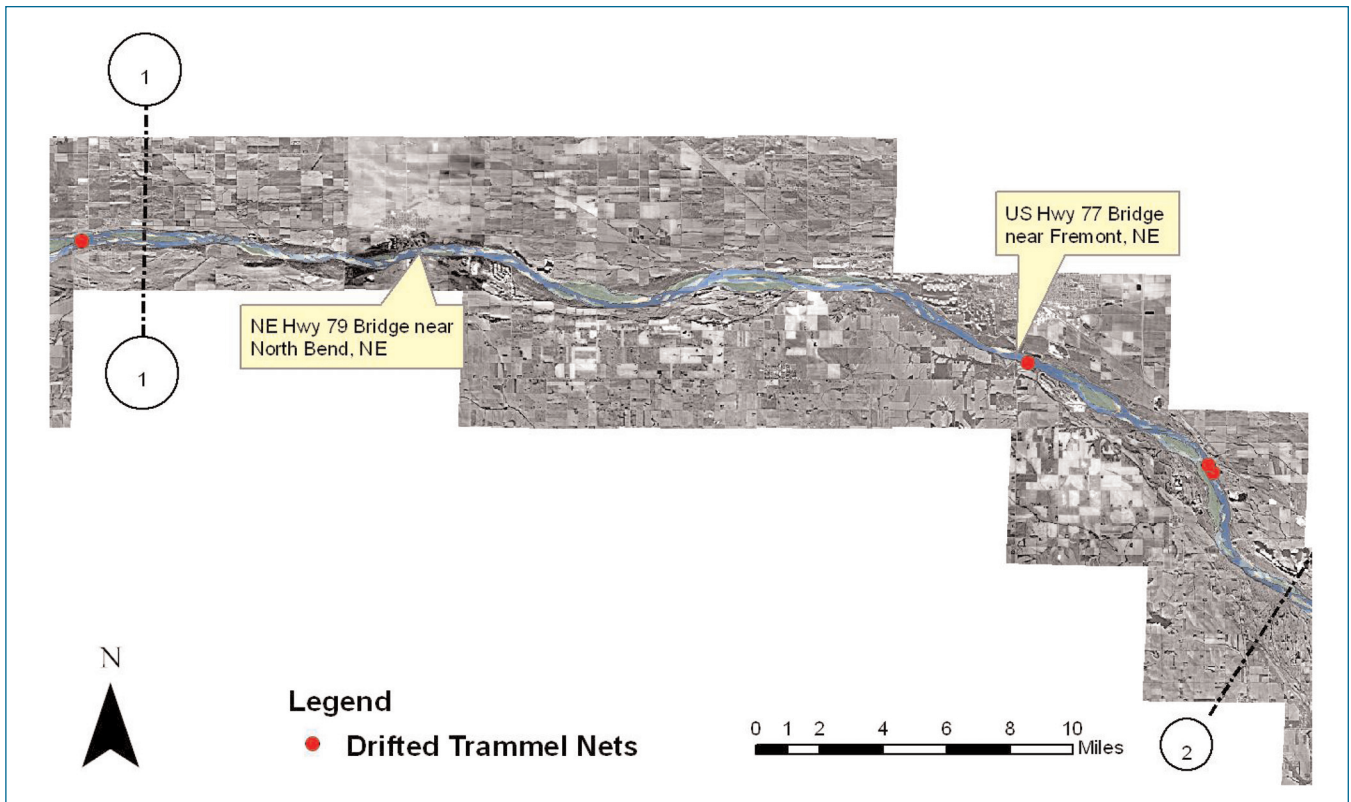 1
US Hwy 77 Bridge
near Fremont, NE
NE Hwy 79 Bridge near
North Bend, NE
1
N
Legend
Drifted Trammel Nets
0 1 2 4 6 8 10
Miles
2